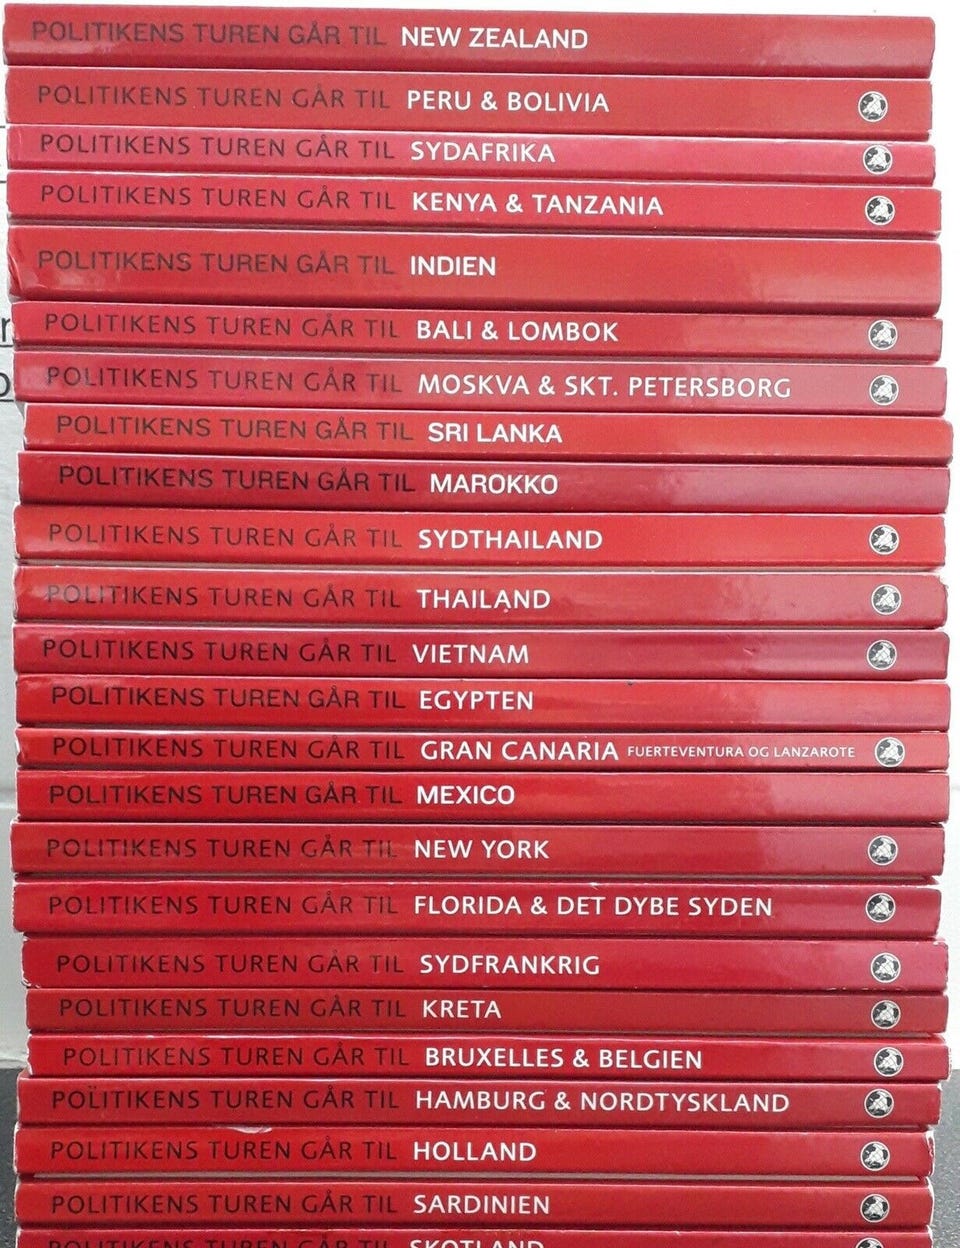 POLITIKENS TUREN GÅR TIL NEW ZEALAND
POLITIKENS TUREN GÅR TIL PERU & BOLIVIA
POLITIKENS TUREN GÅR TIL SYDAFRIKA
POLITIKENS TUREN GÅR TIL KENYA & TANZANIA
POLITIKENS TUREN GÅR TIL INDIEN
POLITIKENS TUREN GÅR TIL BALI & LOMBOK
POLITIKENS TUREN GÅR TIL MOSKVA & SKT. PETERSBORG
POLITIKENS TUREN GÅR TIL SRI LANKA
POLITIKENS TUREN GÅR TIL MAROKKO
POLITIKENS TUREN GÅR TIL SYDTHAILAND
POLITIKENS TUREN GÅR TIL THAILAND
POLITIKENS TUREN GÅR TIL VIETNAM
POLITIKENS TUREN GÅR TIL EGYPTEN
POLITIKENS TUREN GÅR TIL GRAN CANARIA FUERTEVENTURA OG LANZAROTE
POLITIKENS TUREN GÅR TIL MEXICO
POLITIKENS TUREN GÅR TIL NEW YORK
POLITIKENS TUREN GÅR TIL FLORIDA & DET DYBE SYDEN
POLITIKENS TUREN GÅR TIL SYDFRANKRIG
POLITIKENS TUREN GÅR TIL KRETA
POLITIKENS TUREN GÅR TIL BRUXELLES & BELGIEN
POLITIKENS TUREN GÅR TIL HAMBURG & NORDTYSKLAND
POLITIKENS TUREN GÅR TIL HOLLAND
POLITIKENS TUREN GÅR TIL SARDINIEN
POLITIKENS TUREN GÅR TIL SKOTLAND